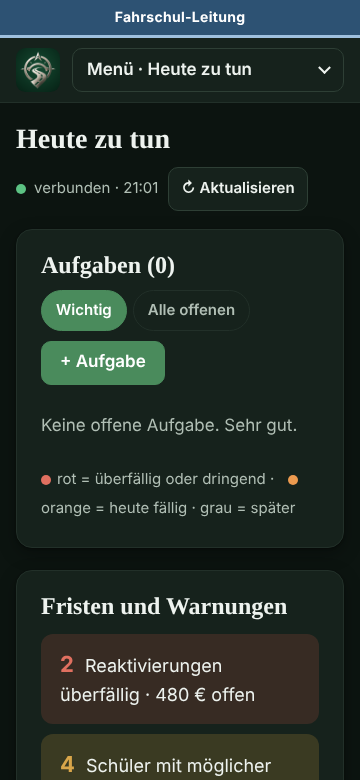 Fahrschul-Leitung
Menü · Heute zu tun
Heute zu tun
verbunden · 21:01
↻ Aktualisieren
Aufgaben (0)
Wichtig
Alle offenen
+ Aufgabe
Keine offene Aufgabe. Sehr gut.
rot = überfällig oder dringend ·
orange = heute fällig · grau = später
Fristen und Warnungen
2 Reaktivierungen
überfällig · 480 € offen
4 Schüler mit möglicher